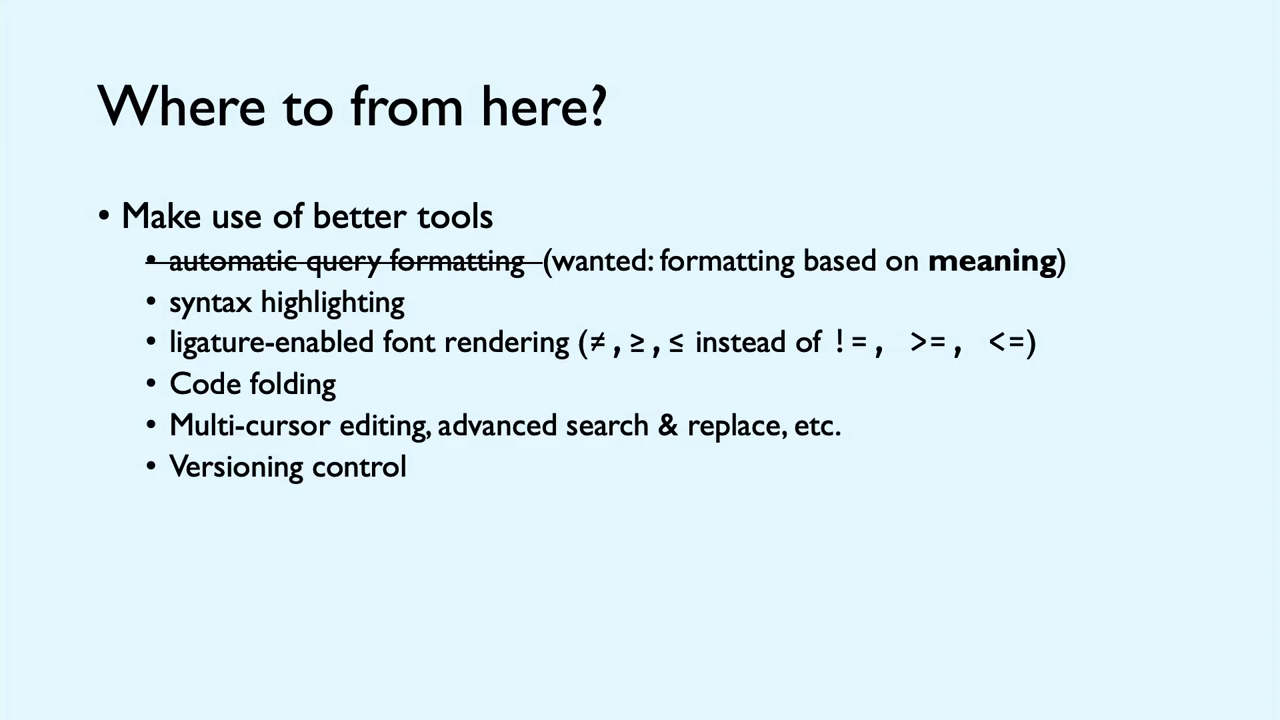 Where to from here?
• Make use of better tools
• automatic query formatting (wanted: formatting based on meaning)
• syntax highlighting
• ligature-enabled font rendering (≠, ≥, ≤ instead of !=, >=, <=)
• Code folding
• Multi-cursor editing, advanced search & replace, etc.
• Versioning control